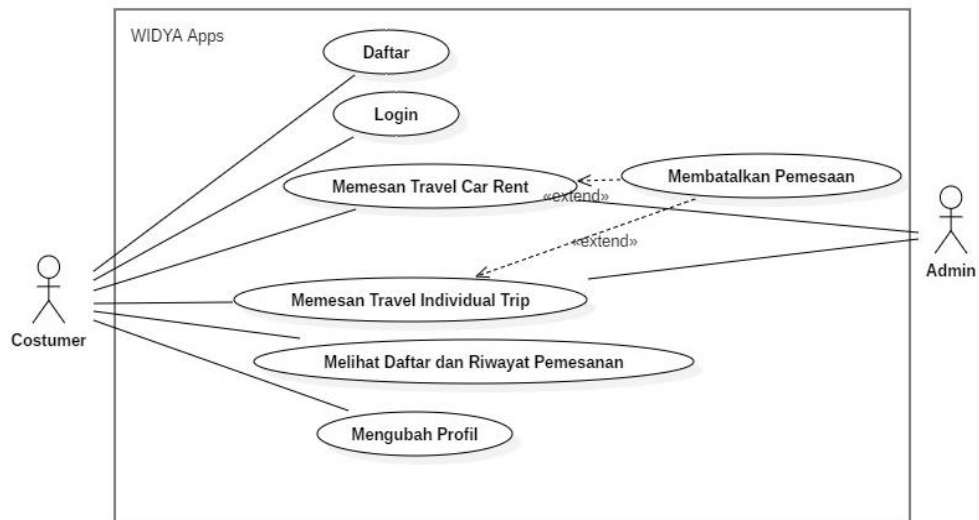 WIDYA Apps
Daftar
Login
Memesan Travel Car Rent
Membatalkan Pemesaan
«extend»
«extend»
Admin
Memesan Travel Individual Trip
Costumer
Melihat Daftar dan Riwayat Pemesanan
Mengubah Profil